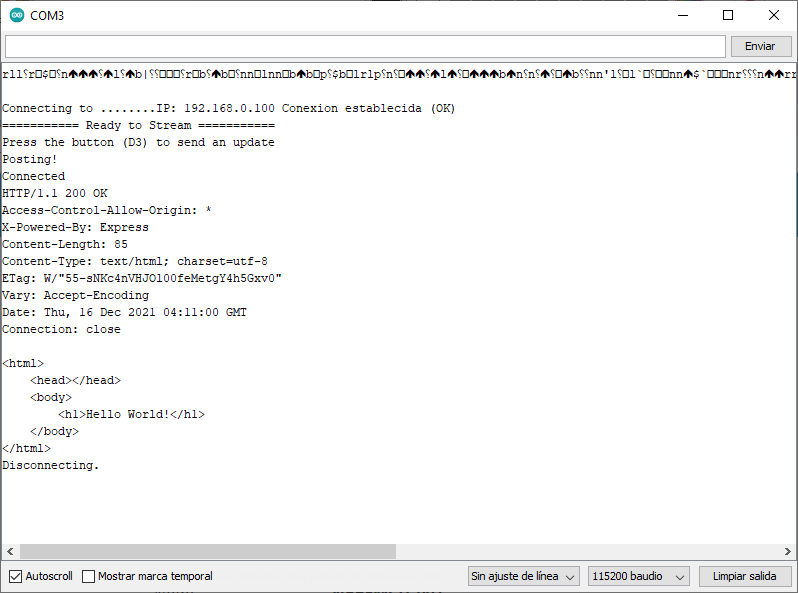 COM3
Enviar
Connecting to ........IP: 192.168.0.100 Conexion establecida (OK)
=========== Ready to Stream ===========
Press the button (D3) to send an update
Posting!
Connected
HTTP/1.1 200 OK
Access-Control-Allow-Origin: *
X-Powered-By: Express
Content-Length: 85
Content-Type: text/html; charset=utf-8
ETag: W/"55-sNKc4nVHJOl00feMetgY4h5Gxv0"
Vary: Accept-Encoding
Date: Thu, 16 Dec 2021 04:11:00 GMT
Connection: close
<html>
<head></head>
<body>
<h1>Hello World!</h1>
</body>
</html>
Disconnecting.
Autoscroll Mostrar marca temporal Sin ajuste de línea 115200 baudio Limpiar salida